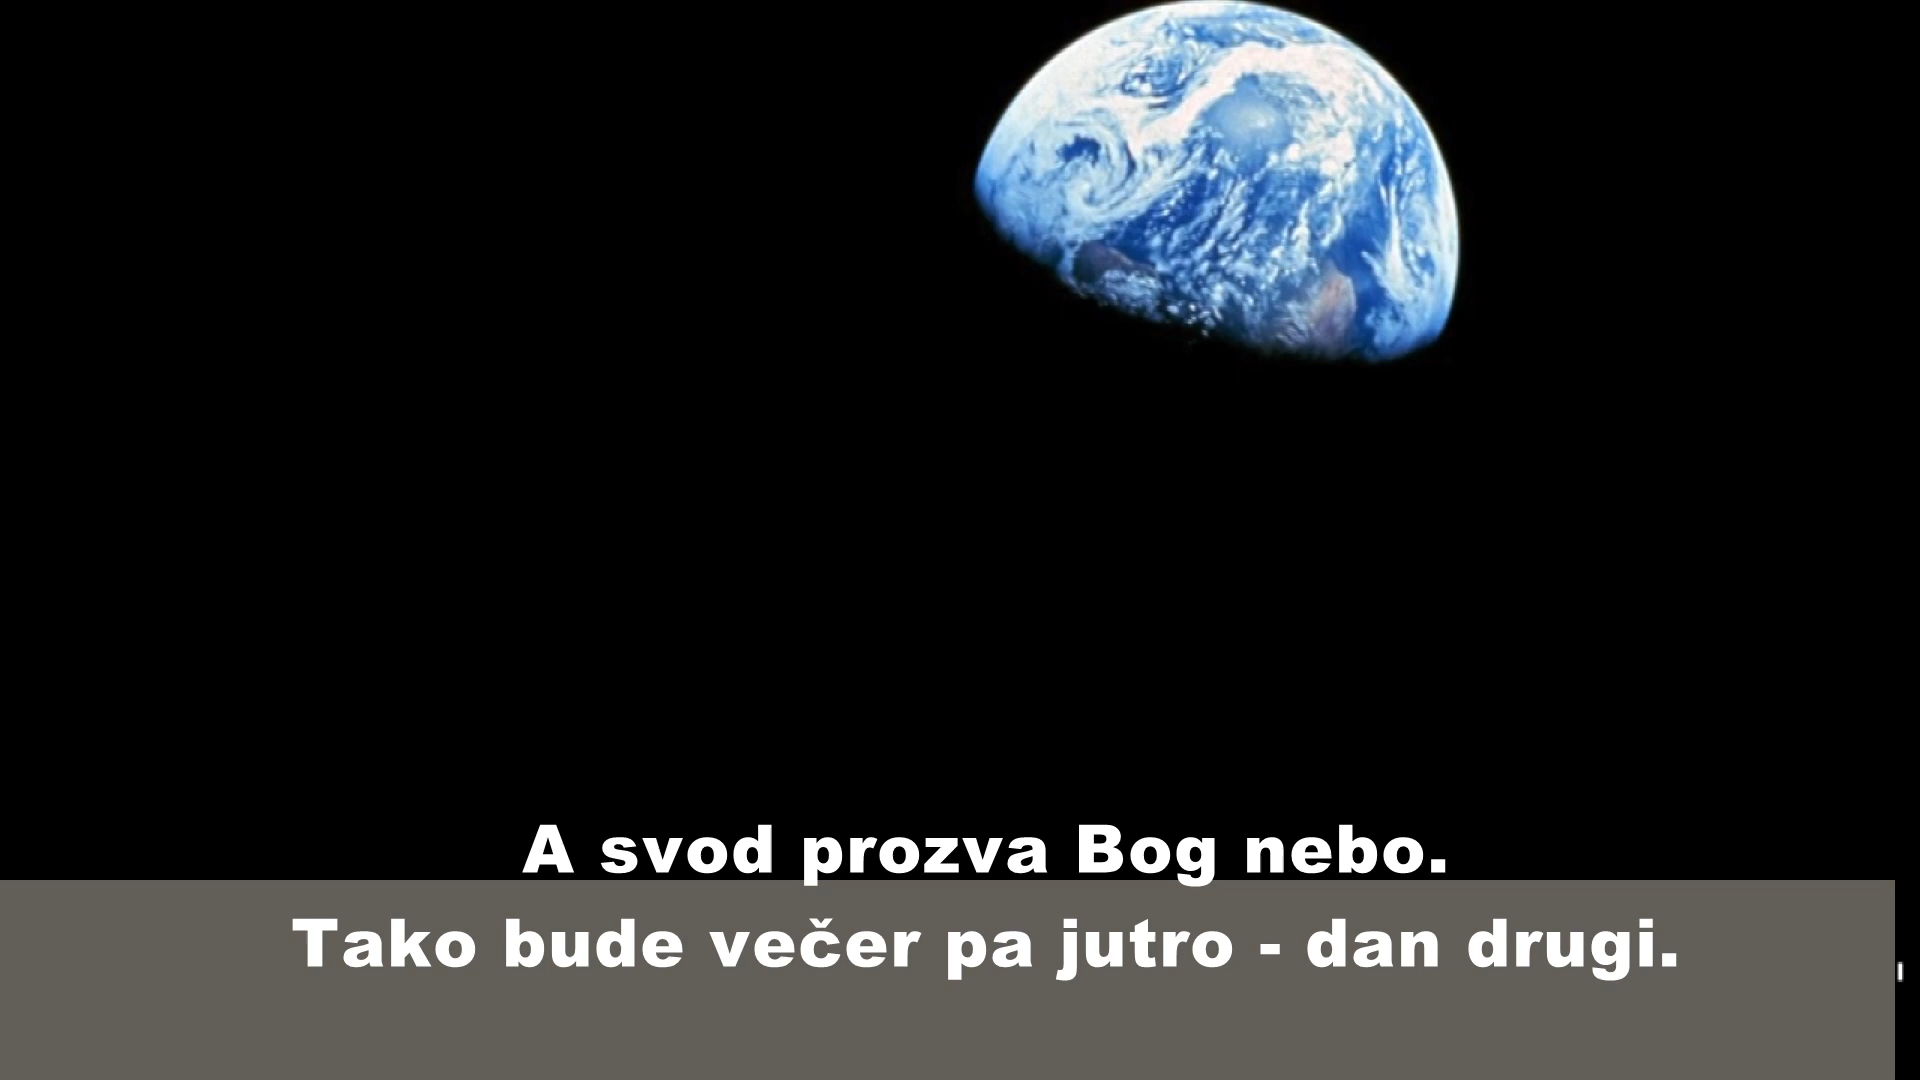 A svod prozva Bog nebo.
Tako bude večer pa jutro - dan drugi.